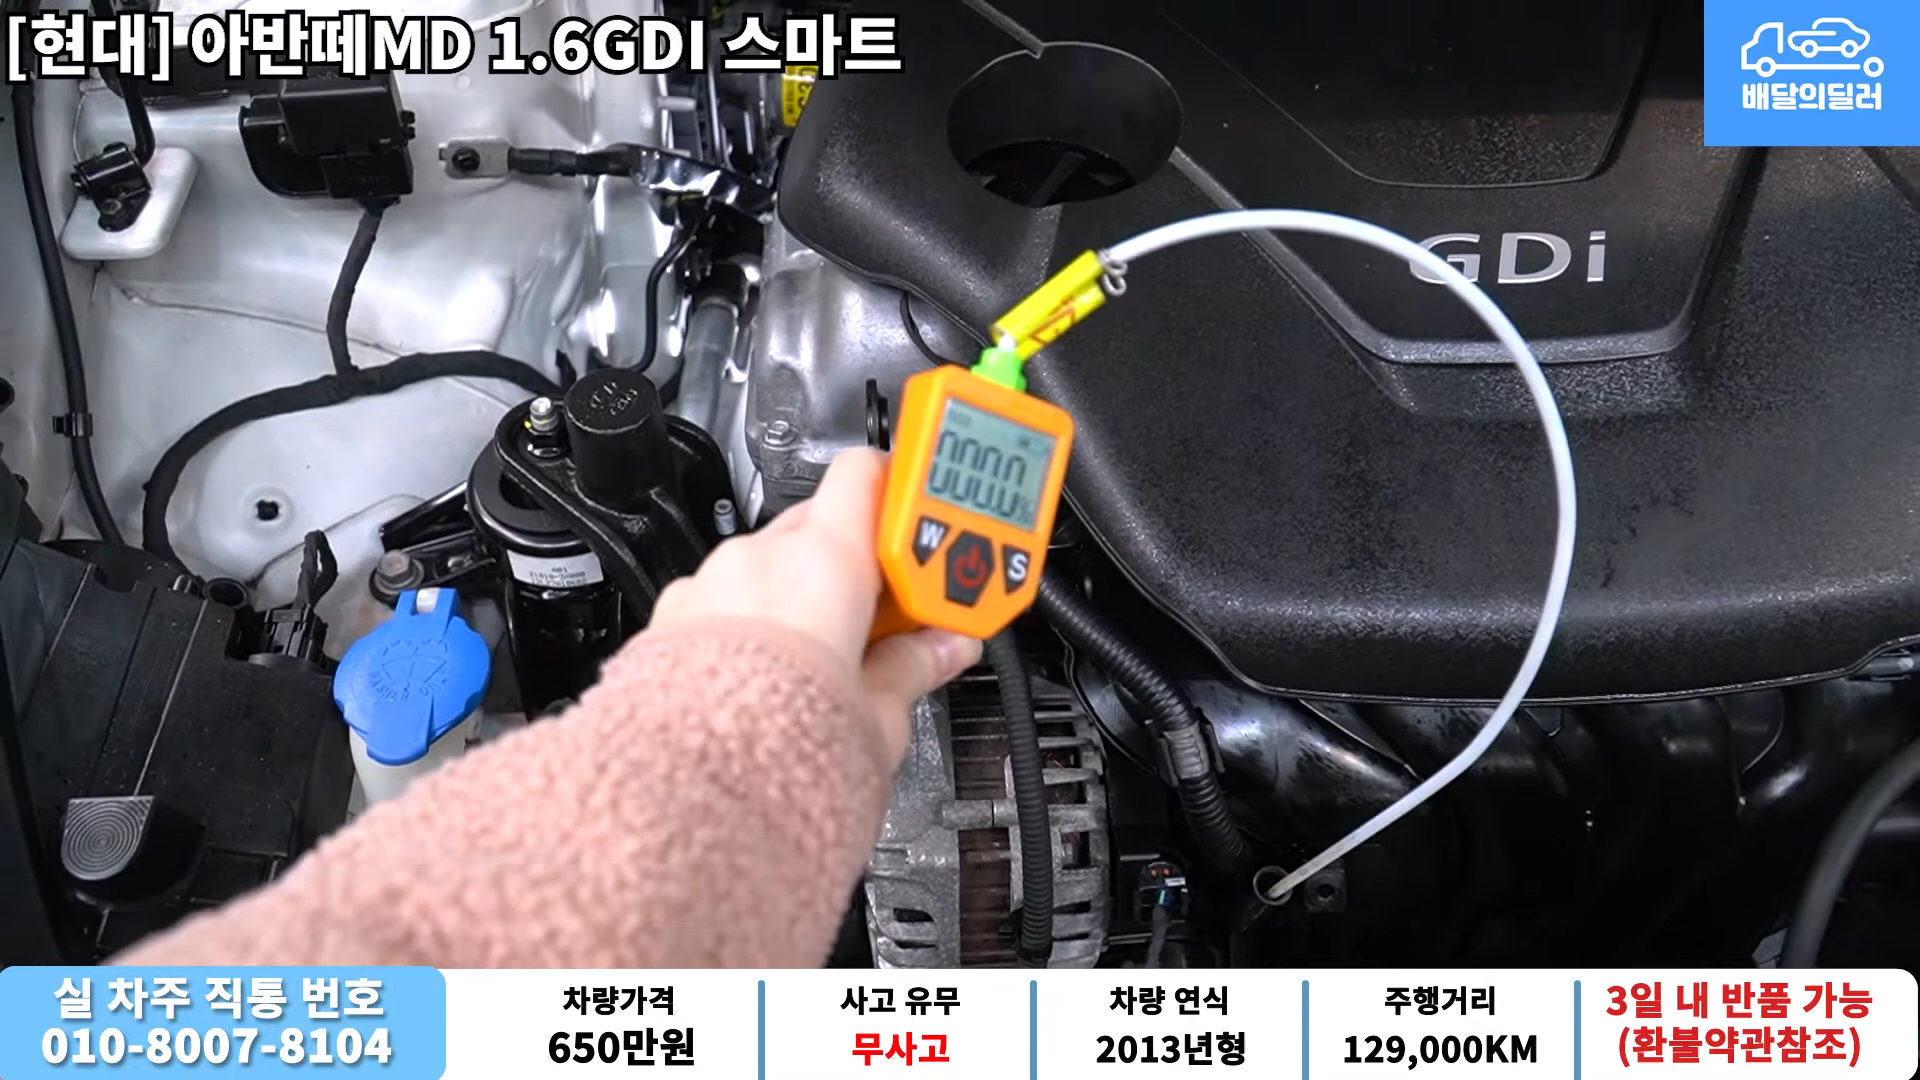 [현대] 아반떼MD 1.6GDI 스마트
배달의딜러
GDi
000.0%
W
S
실 차주 직통 번호
010-8007-8104
차량가격
650만원
사고 유무
무사고
차량 연식
2013년형
주행거리
129,000KM
3일 내 반품 가능
(환불약관참조)